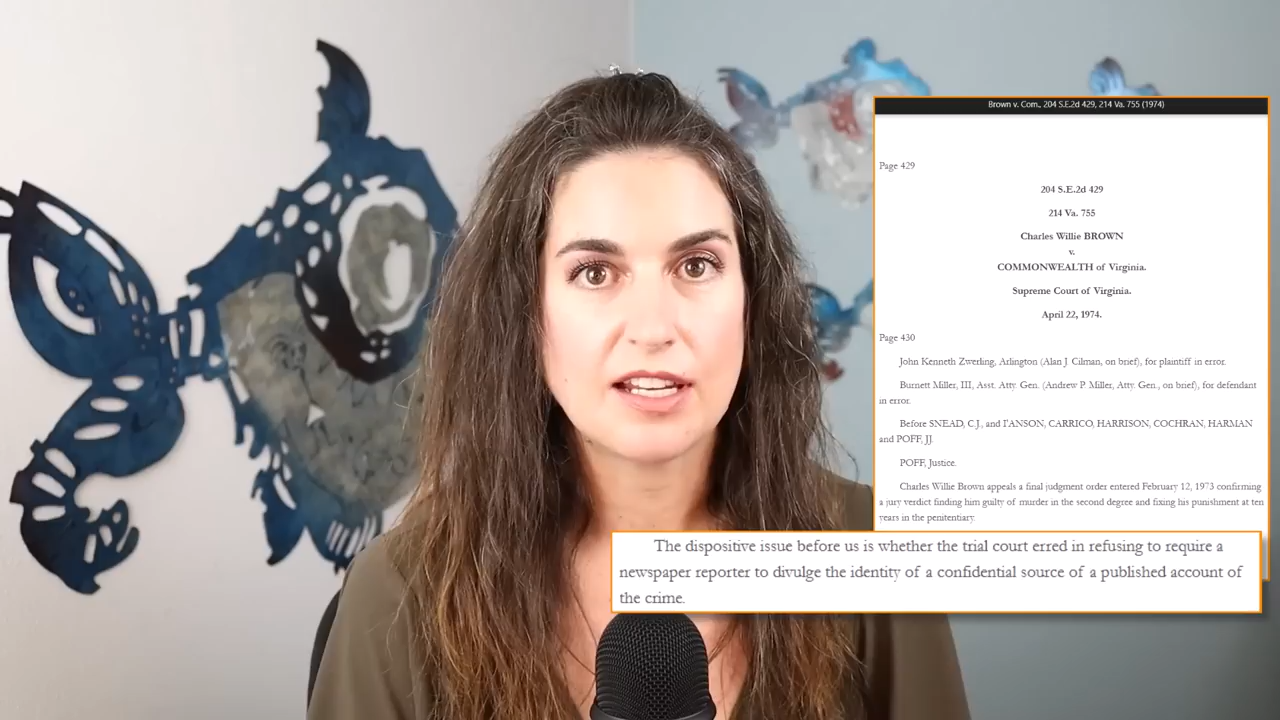 Brown v. Com., 204 S.E.2d 429, 214 Va. 755 (1974)
Page 429
204 S.E.2d 429
214 Va. 755
Charles Willie BROWN
v.
COMMONWEALTH of Virginia.
Supreme Court of Virginia.
April 22, 1974.
Page 430
John Kenneth Zwerling, Arlington (Alan J. Gilman, on brief), for plaintiff in error.
Burnett Miller, III, Asst. Atty. Gen. (Andrew P. Miller, Atty. Gen., on brief), for defendant
in error.
Before SNEAD, C.J., and I'ANSON, CARRICO, HARRISON, COCHRAN, HARMAN
and POFF, JJ.
POFF, Justice.
Charles Willie Brown appeals a final judgment order entered February 12, 1973 confirming
a jury verdict finding him guilty of murder in the second degree and fixing his punishment at ten
years in the penitentiary.
The dispositive issue before us is whether the trial court erred in refusing to require a
newspaper reporter to divulge the identity of a confidential source of a published account of
the crime.